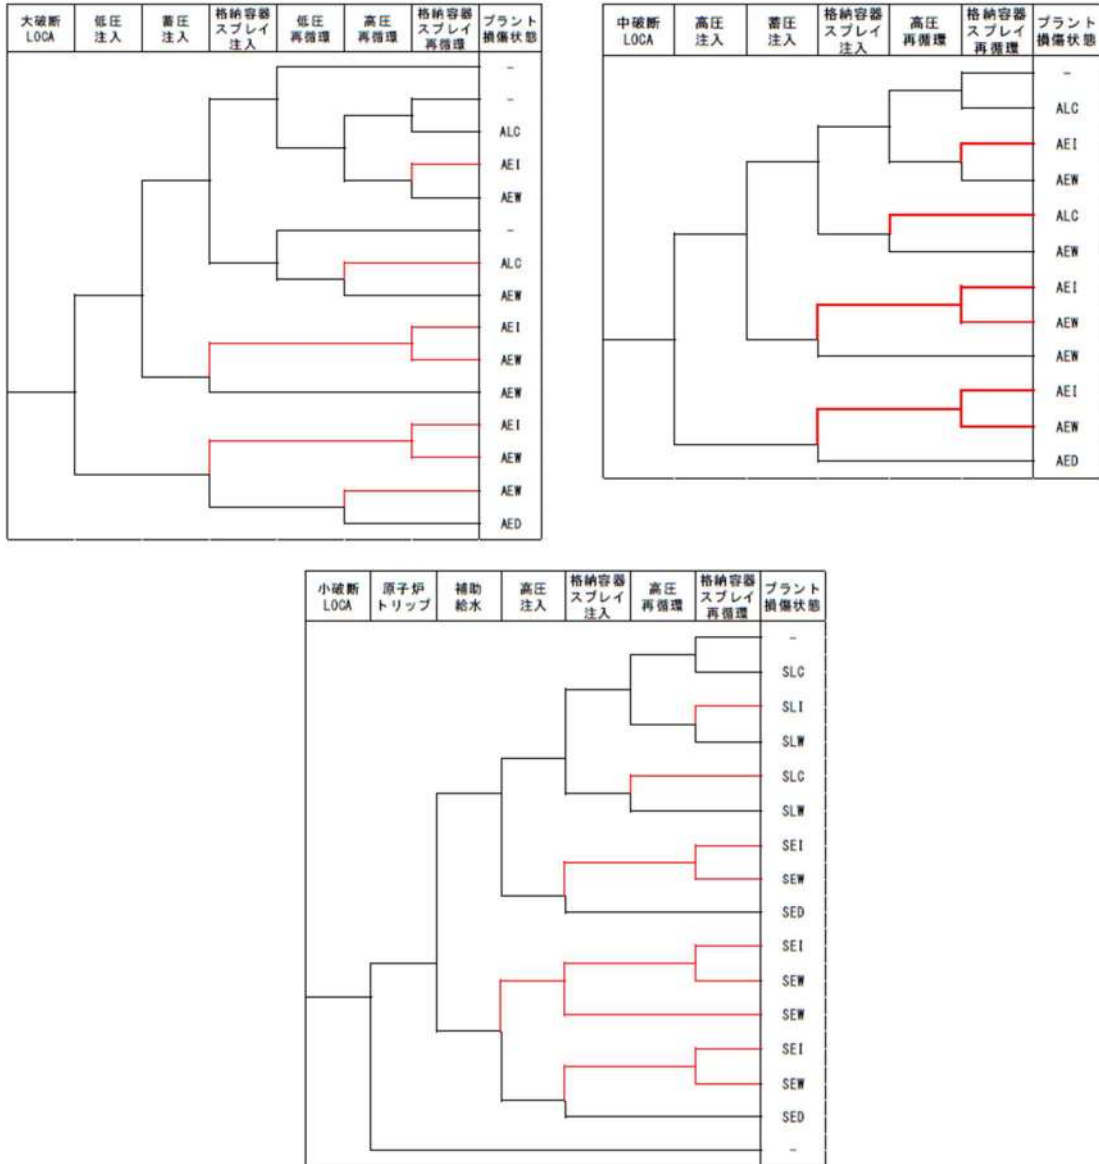 大破断
LOCA
低圧
注入
蓄圧
注入
格納容器
スプレイ
注入
低圧
再循環
高圧
再循環
格納容器
スプレイ
再循環
プラント
損傷状態
-
-
ALC
AEI
AEW
-
ALC
AEW
AEI
AEW
AEW
AEI
AEW
AEW
AED
中破断
LOCA
高圧
注入
蓄圧
注入
格納容器
スプレイ
注入
高圧
再循環
格納容器
スプレイ
再循環
プラント
損傷状態
-
ALC
AEI
AEW
ALC
AEW
AEI
AEW
AEW
AEI
AEW
AED
小破断
LOCA
原子炉
トリップ
補助
給水
高圧
注入
格納容器
スプレイ
注入
高圧
再循環
格納容器
スプレイ
再循環
プラント
損傷状態
-
SLC
SLI
SLW
SLC
SLW
SEI
SEW
SED
SEI
SEW
SEW
SEI
SEW
SED
-